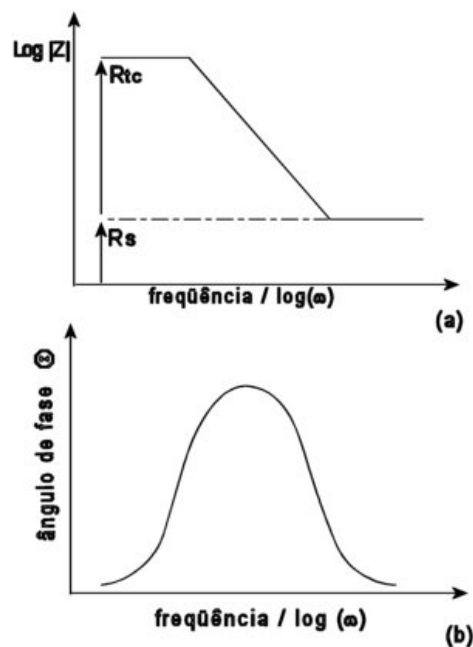 Log |Z|
Rtc
Rs
freqüência / log(ω)
(a)
ângulo de fase Θ
freqüência / log (ω)
(b)